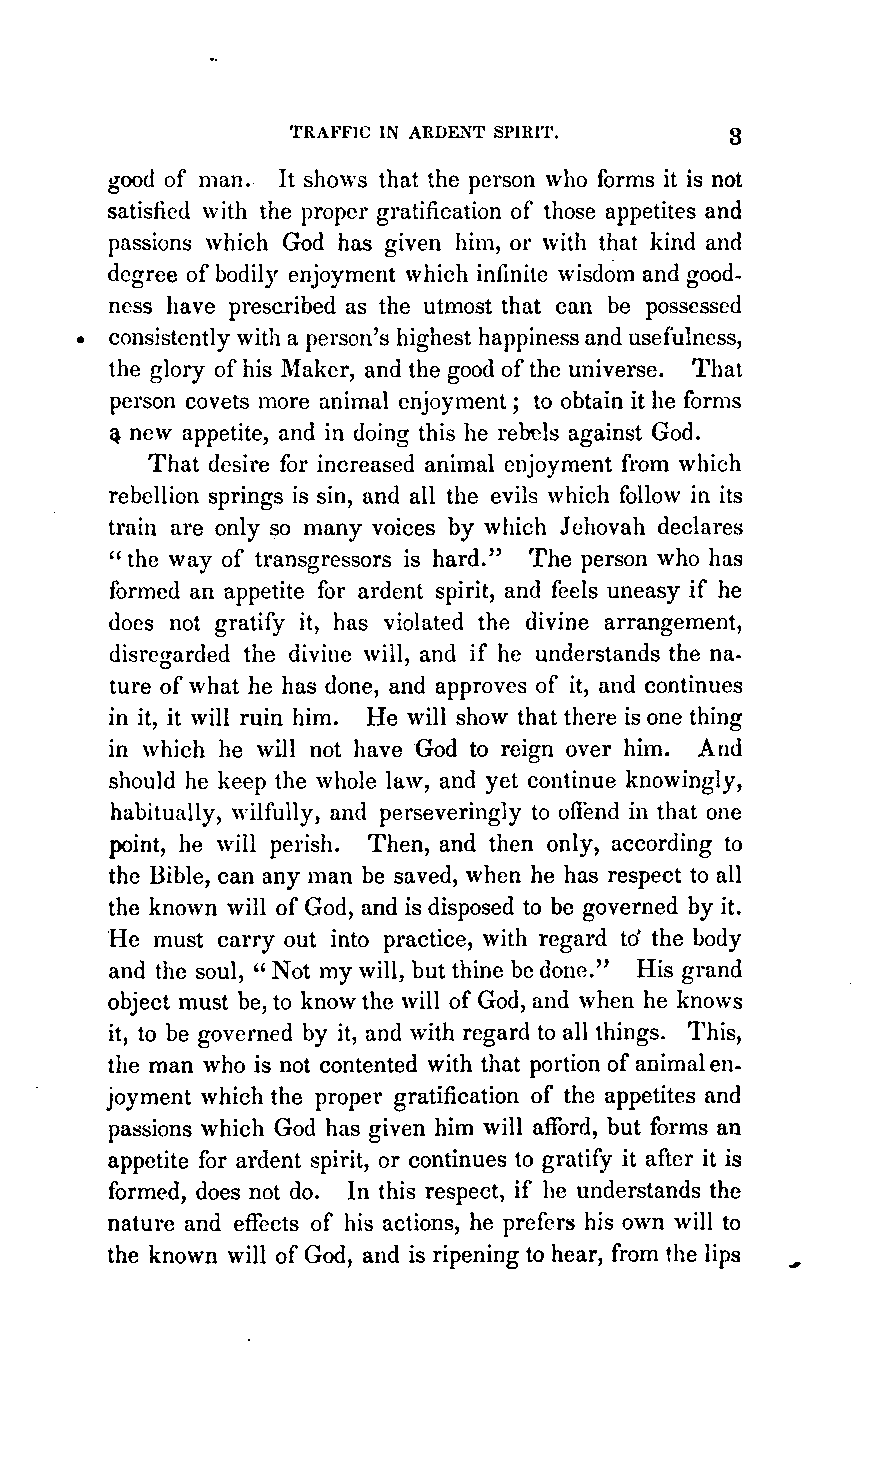 TRAFFIC IN ARDENT SPIRIT. 3
good of man. It shows that the person who forms it is not
satisfied with the proper gratification of those appetites and
passions which God has given him, or with that kind and
degree of bodily enjoyment which infinite wisdom and good-
ness have prescribed as the utmost that can be possessed
consistently with a person's highest happiness and usefulness,
the glory of his Maker, and the good of the universe. That
person covets more animal enjoyment; to obtain it he forms
a new appetite, and in doing this he rebels against God.
That desire for increased animal enjoyment from which
rebellion springs is sin, and all the evils which follow in its
train are only so many voices by which Jehovah declares
"the way of transgressors is hard." The person who has
formed an appetite for ardent spirit, and feels uneasy if he
does not gratify it, has violated the divine arrangement,
disregarded the divine will, and if he understands the na-
ture of what he has done, and approves of it, and continues
in it, it will ruin him. He will show that there is one thing
in which he will not have God to reign over him. And
should he keep the whole law, and yet continue knowingly,
habitually, wilfully, and perseveringly to offend in that one
point, he will perish. Then, and then only, according to
the Bible, can any man be saved, when he has respect to all
the known will of God, and is disposed to be governed by it.
He must carry out into practice, with regard to the body
and the soul, "Not my will, but thine be done." His grand
object must be, to know the will of God, and when he knows
it, to be governed by it, and with regard to all things. This,
the man who is not contented with that portion of animal en-
joyment which the proper gratification of the appetites and
passions which God has given him will afford, but forms an
appetite for ardent spirit, or continues to gratify it after it is
formed, does not do. In this respect, if he understands the
nature and effects of his actions, he prefers his own will to
the known will of God, and is ripening to hear, from the lips